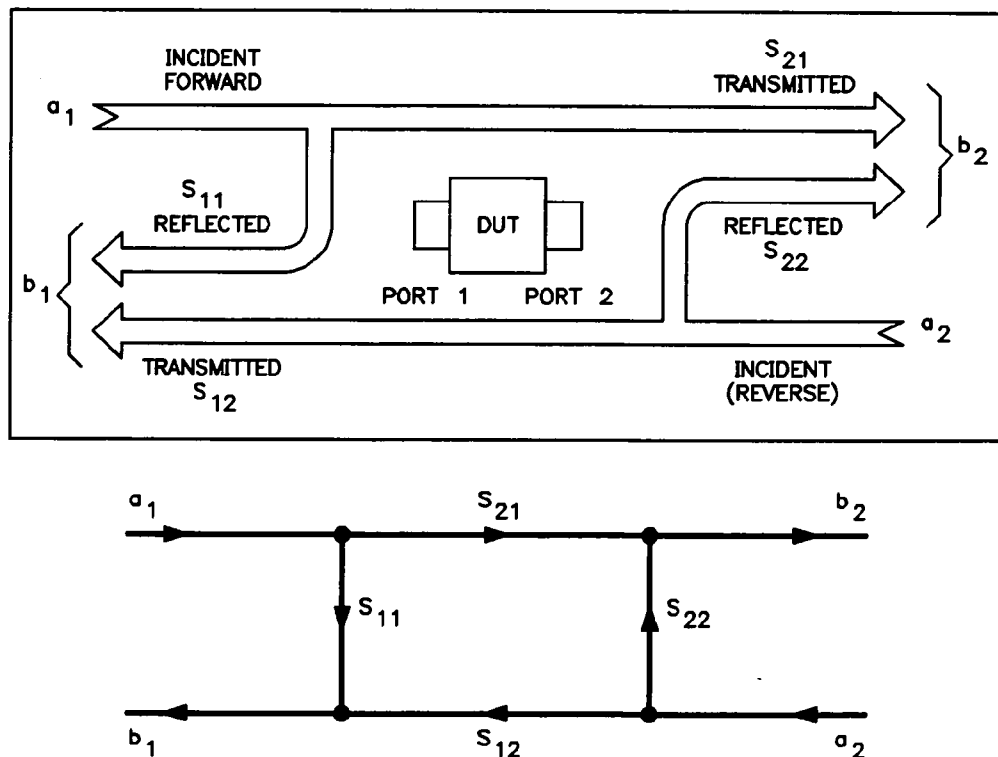 INCIDENT
FORWARD
S21
TRANSMITTED
a1
b2
S11
REFLECTED
DUT
REFLECTED
S22
b1
PORT 1
PORT 2
a2
TRANSMITTED
S12
INCIDENT
(REVERSE)
a1
S21
b2
S11
S22
b1
S12
a2